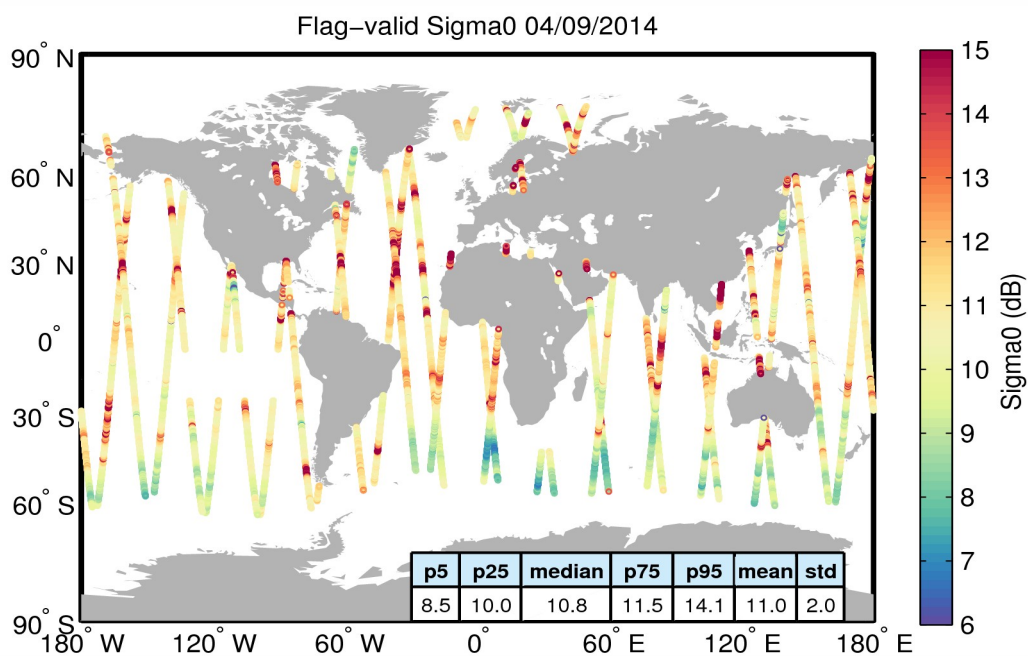 Flag−valid Sigma0 04/09/2014
90° N
60° N
30° N
0°
30° S
60° S
90° S
180° W
120° W
60° W
0°
60° E
120° E
180° E
p5 p25 median p75 p95 mean std
8.5 10.0 10.8 11.5 14.1 11.0 2.0
15
14
13
12
11
10
9
8
7
6
Sigma0 (dB)